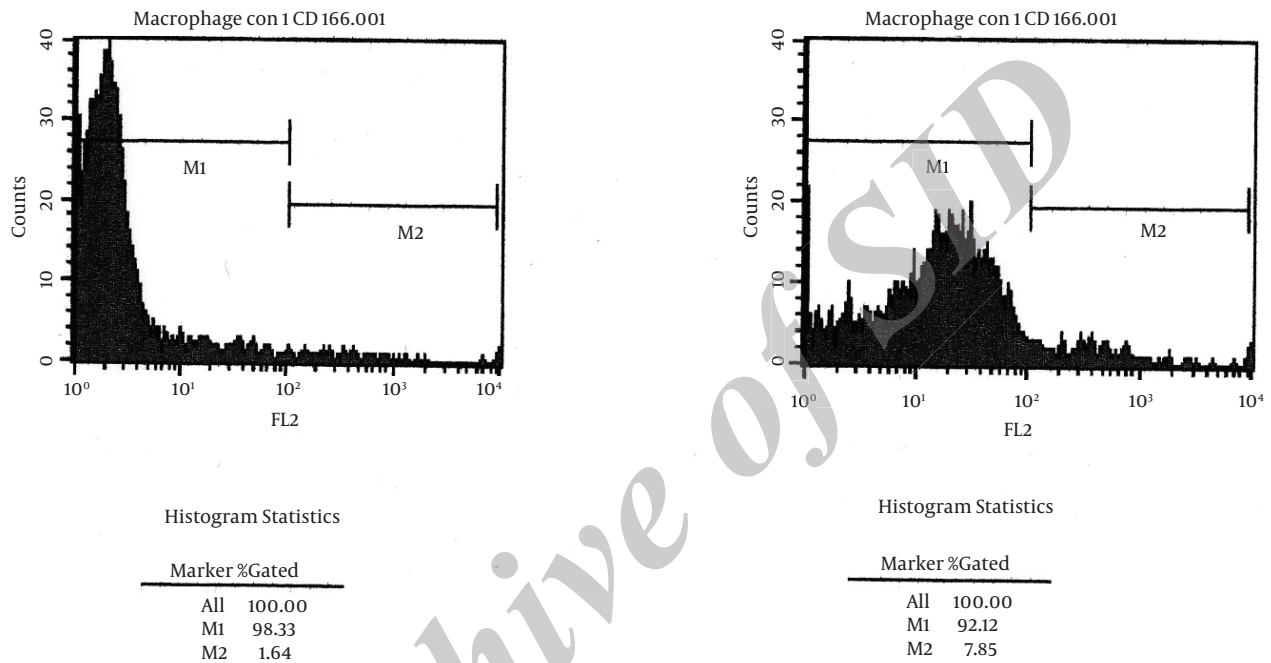 Macrophage con 1 CD 166.001
40
30
20
10
0
Counts
M1
M2
10⁰ 10¹ 10² 10³ 10⁴
FL2
Histogram Statistics
Marker %Gated
All 100.00
M1 98.33
M2 1.64
Macrophage con 1 CD 166.001
40
30
20
10
0
Counts
M1
M2
10⁰ 10¹ 10² 10³ 10⁴
FL2
Histogram Statistics
Marker %Gated
All 100.00
M1 92.12
M2 7.85
hive of SID